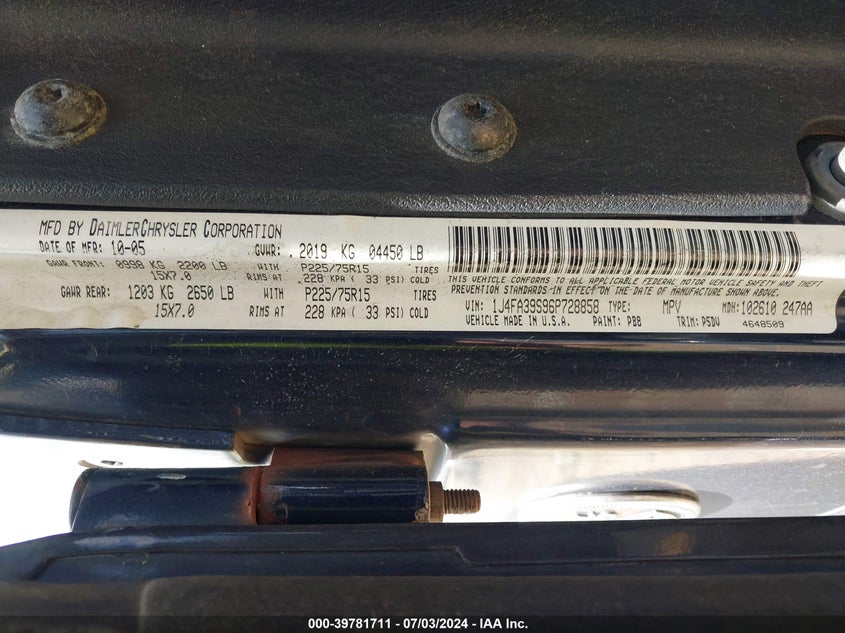 MFD BY DAIMLERCHRYSLER CORPORATION
DATE OF MFR: 10-05 GVWR: 2019 KG 04450 LB
GAWR FRONT: 0998 KG 2200 LB WITH P225/75R15 TIRES
15X7.0 RIMS AT 228 KPA ( 33 PSI) COLD
GAWR REAR: 1203 KG 2650 LB WITH P225/75R15 TIRES
15X7.0 RIMS AT 228 KPA ( 33 PSI) COLD
THIS VEHICLE CONFORMS TO ALL APPLICABLE FEDERAL MOTOR VEHICLE SAFETY AND THEFT
PREVENTION STANDARDS IN EFFECT ON THE DATE OF MANUFACTURE SHOWN ABOVE.
VIN: 1J4FA39S96P728858 TYPE: MPV MDH: 102610 247AA
VEHICLE MADE IN U.S.A. PAINT: PBB TRIM: P5DV 4648509
000-39781711 - 07/03/2024 - IAA Inc.